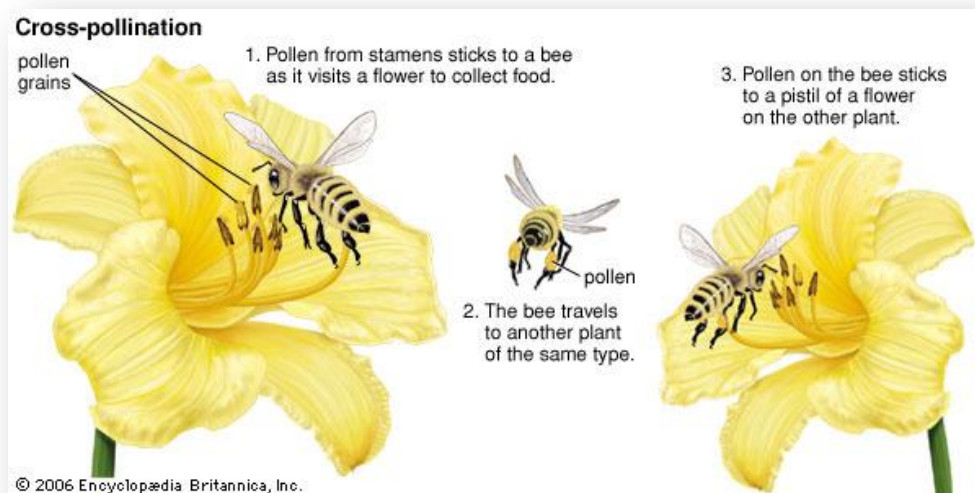 Cross-pollination
pollen
grains
1. Pollen from stamens sticks to a bee
as it visits a flower to collect food.
pollen
2. The bee travels
to another plant
of the same type.
3. Pollen on the bee sticks
to a pistil of a flower
on the other plant.
© 2006 Encyclopædia Britannica, Inc.